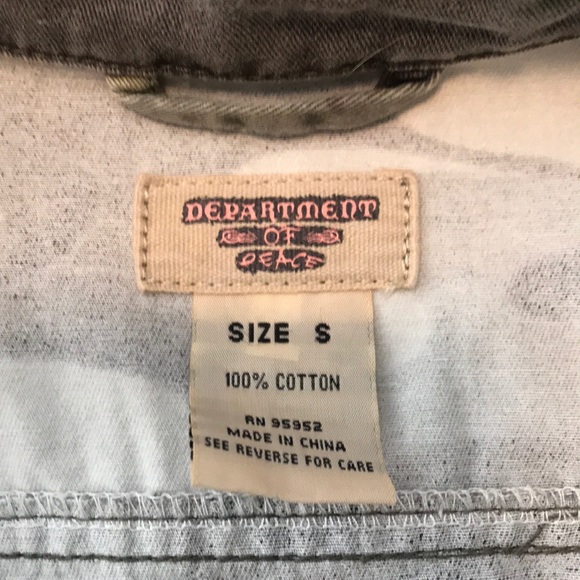 DEPARTMENT
OF
PEACE
SIZE S
100% COTTON
RN 95952
MADE IN CHINA
SEE REVERSE FOR CARE